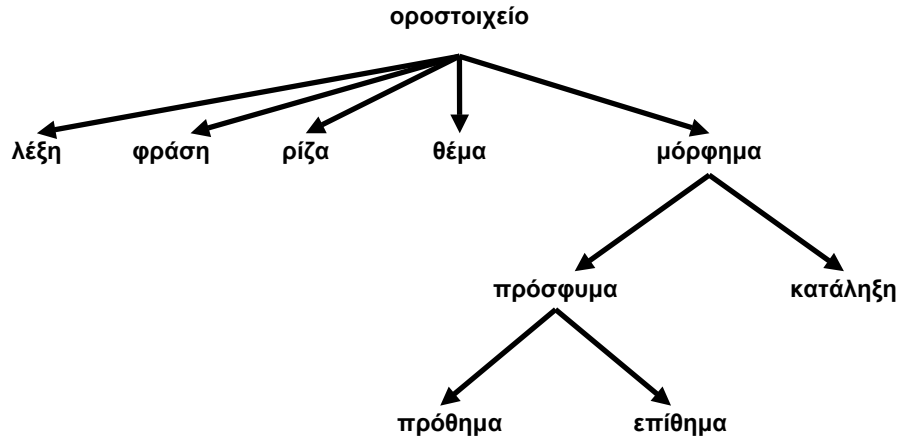 οροστοιχείο
λέξη φράση ρίζα θέμα μόρφημα
πρόσφυμα κατάληξη
πρόθημα επίθημα